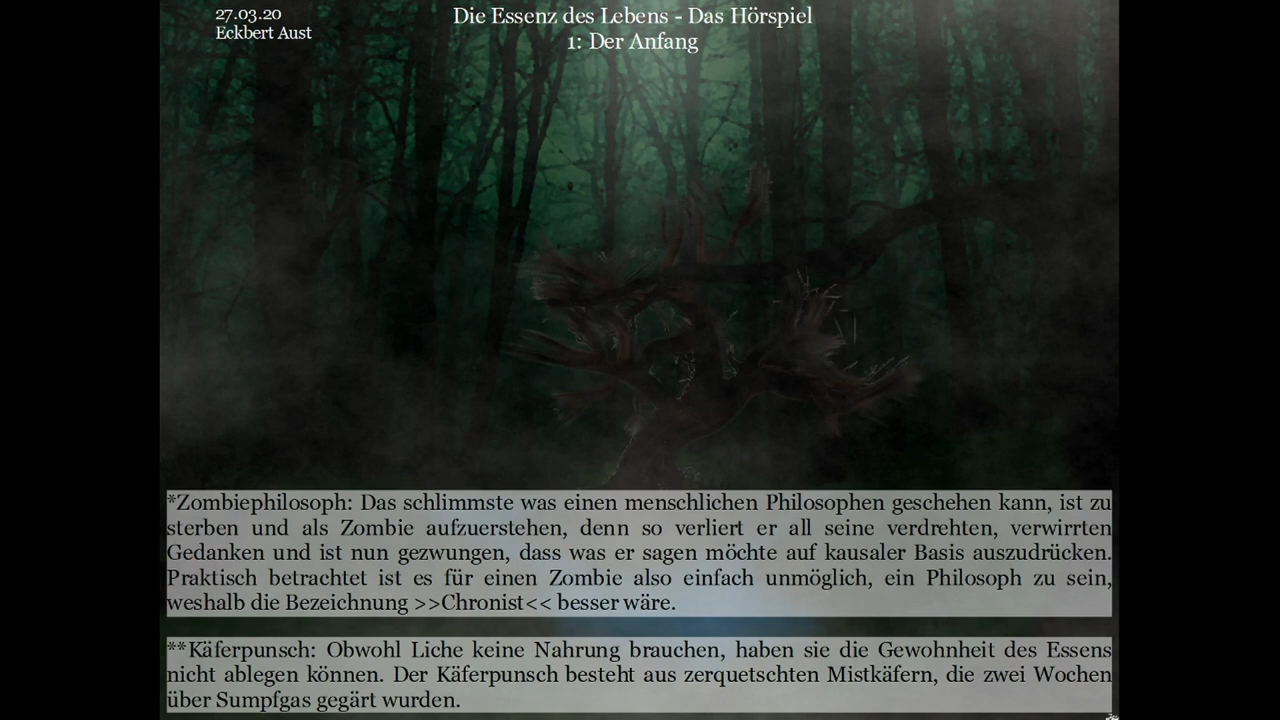 27.03.20
Eckbert Aust
Die Essenz des Lebens - Das Hörspiel
1: Der Anfang
*Zombiephilosoph: Das schlimmste was einen menschlichen Philosophen geschehen kann, ist zu
sterben und als Zombie aufzuerstehen, denn so verliert er all seine verdrehten, verwirrten
Gedanken und ist nun gezwungen, dass was er sagen möchte auf kausaler Basis auszudrücken.
Praktisch betrachtet ist es für einen Zombie also einfach unmöglich, ein Philosoph zu sein,
weshalb die Bezeichnung >>Chronist<< besser wäre.
**Käferpunsch: Obwohl Liche keine Nahrung brauchen, haben sie die Gewohnheit des Essens
nicht ablegen können. Der Käferpunsch besteht aus zerquetschten Mistkäfern, die zwei Wochen
über Sumpfgas gegärt wurden.